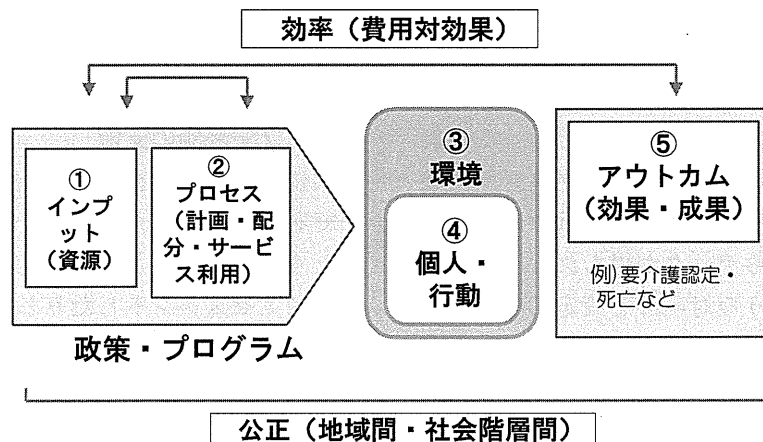 効率（費用対効果）
①
インプ
ット
（資源）
②
プロセス
（計画・配
分・サービ
ス利用）
政策・プログラム
③
環境
④
個人・
行動
⑤
アウトカム
（効果・成果）
例）要介護認定・
死亡など
公正（地域間・社会階層間）